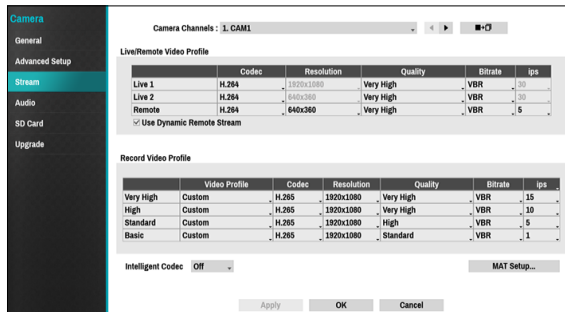 Camera
General
Advanced Setup
Stream
Audio
SD Card
Upgrade
Camera Channels : 1. CAM1
Live/Remote Video Profile
Codec Resolution Quality Bitrate ips
Live 1 H.264 1920x1080 Very High VBR 30
Live 2 H.264 640x360 Very High VBR 30
Remote H.264 640x360 Very High VBR 5
Use Dynamic Remote Stream
Record Video Profile
Video Profile Codec Resolution Quality Bitrate ips
Very High Custom H.265 1920x1080 Very High VBR 15
High Custom H.265 1920x1080 Very High VBR 10
Standard Custom H.265 1920x1080 High VBR 5
Basic Custom H.265 1920x1080 Standard VBR 1
Intelligent Codec Off MAT Setup...
Apply OK Cancel